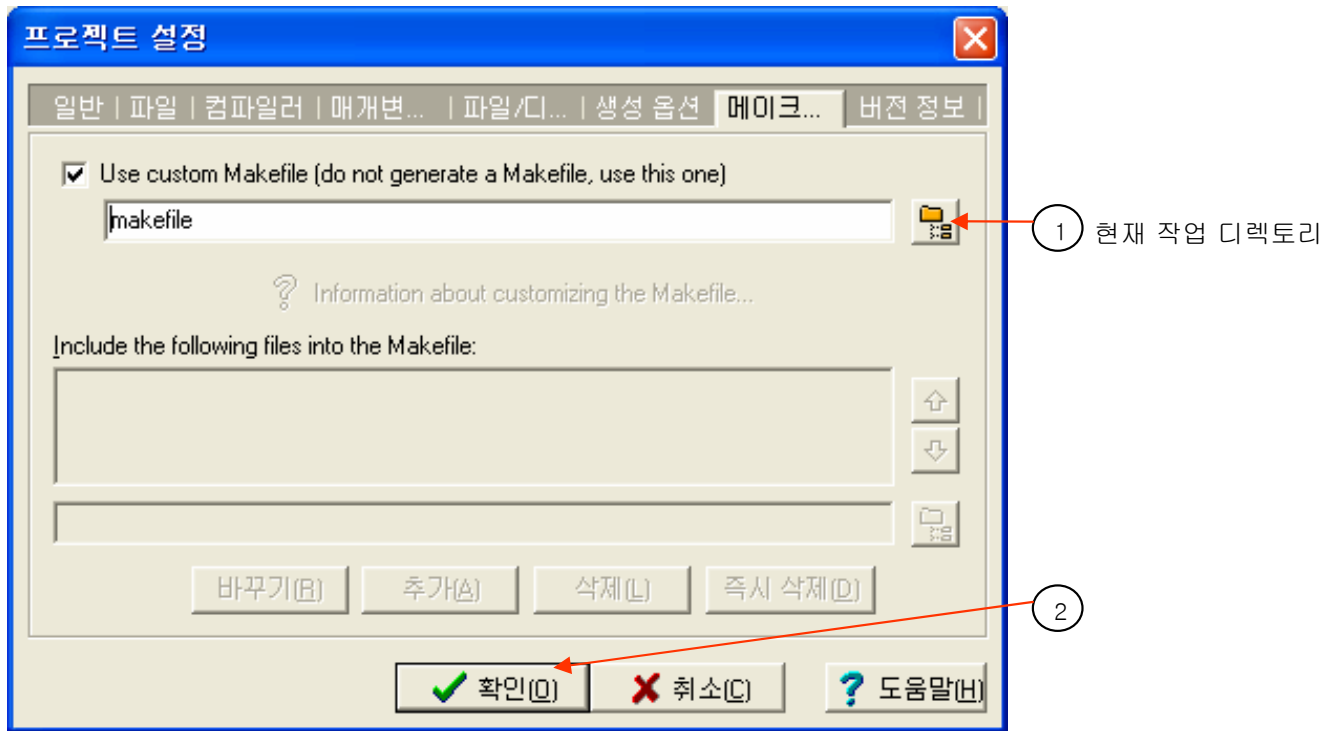 프로젝트 설정
일반 | 파일 | 컴파일러 | 매개변... | 파일/디... | 생성 옵션 메이크... 버전 정보 |
Use custom Makefile (do not generate a Makefile, use this one)
makefile
1 현재 작업 디렉토리
Information about customizing the Makefile...
Include the following files into the Makefile:
바꾸기(R) 추가(A) 삭제(L) 즉시 삭제(D)
2
확인(O) 취소(C) ? 도움말(H)